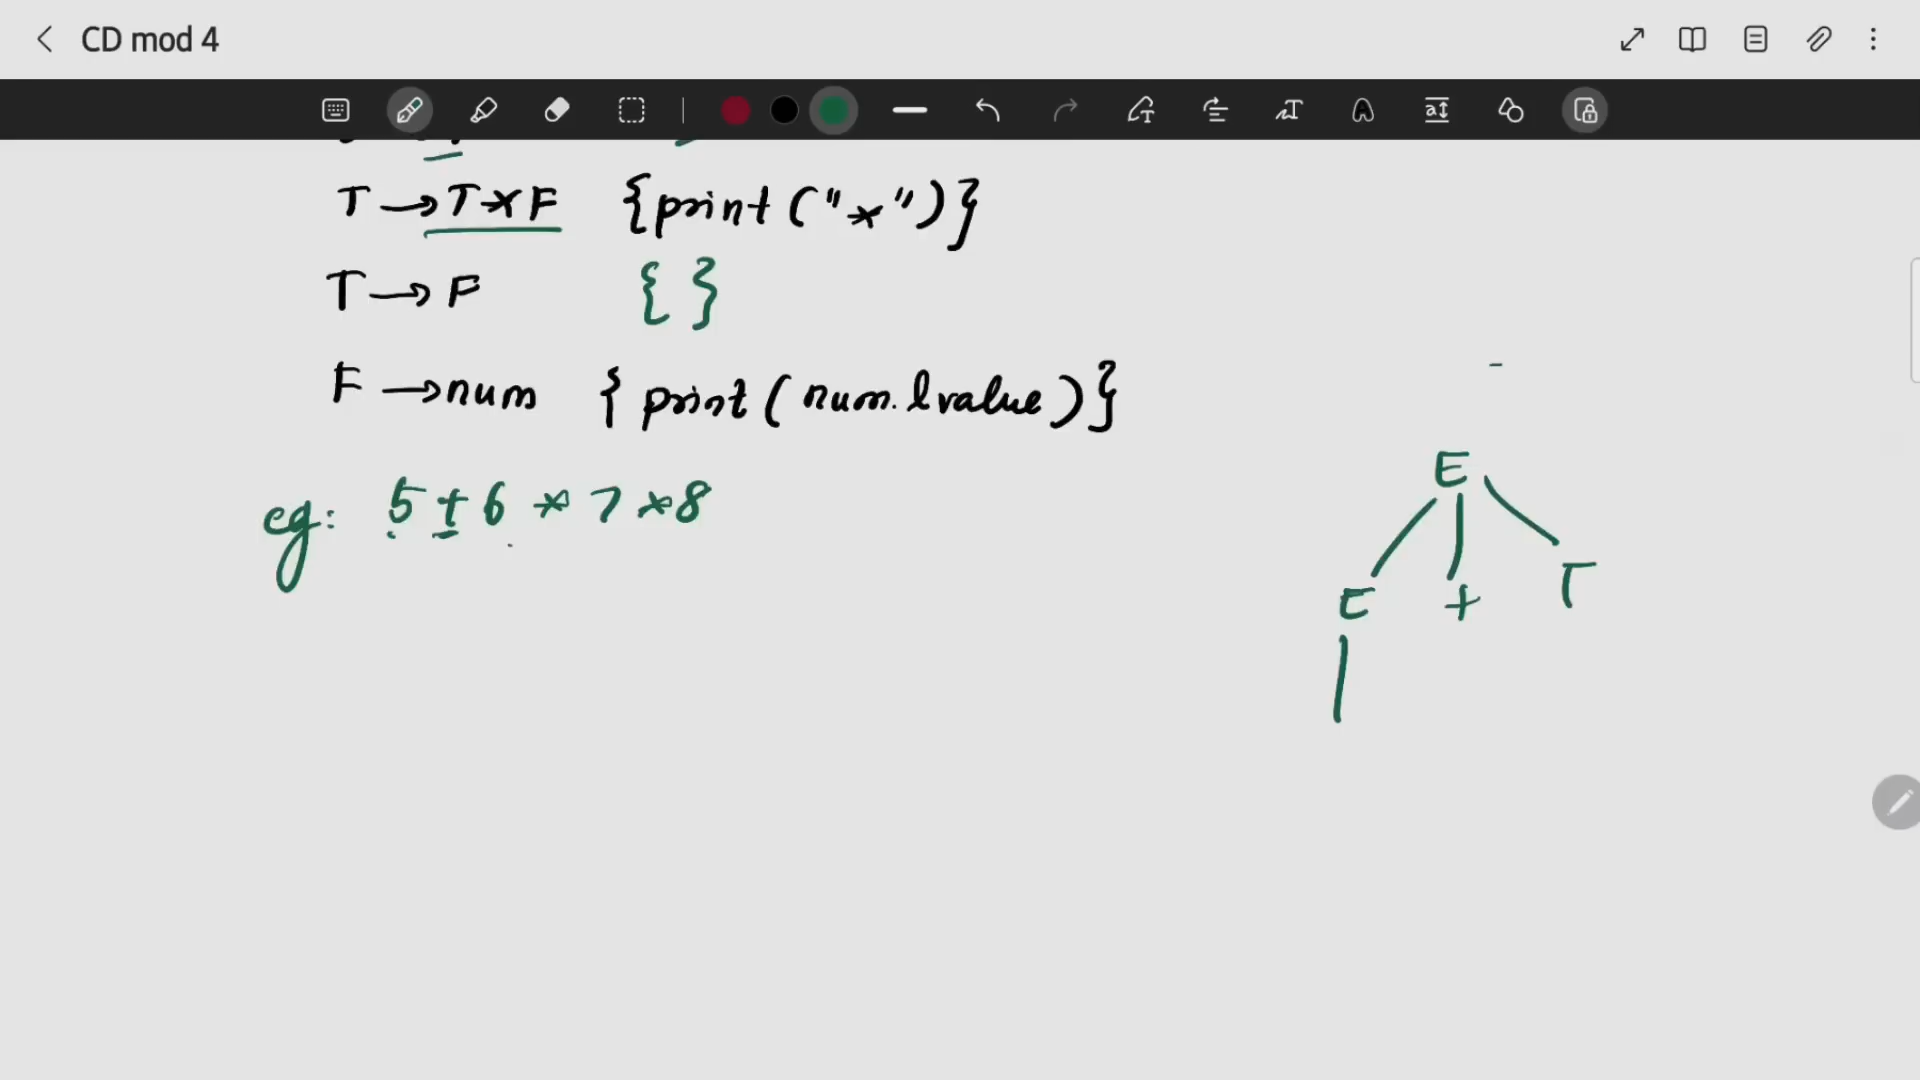 CD mod 4
T → T * F {print ("*")}
T → F { }
F → num { print (num.lvalue)}
eg: 5 + 6 * 7 * 8
E
E + T